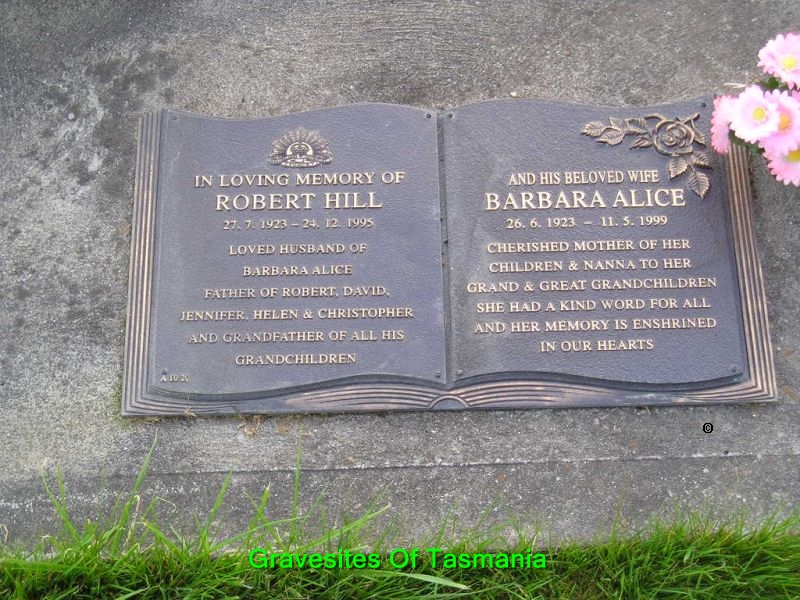 IN LOVING MEMORY OF
ROBERT HILL
27. 7. 1923 – 24. 12. 1995
LOVED HUSBAND OF
BARBARA ALICE
FATHER OF ROBERT, DAVID,
JENNIFER, HELEN & CHRISTOPHER
AND GRANDFATHER OF ALL HIS
GRANDCHILDREN
A 10 20
AND HIS BELOVED WIFE
BARBARA ALICE
26. 6. 1923 – 11. 5. 1999
CHERISHED MOTHER OF HER
CHILDREN & NANNA TO HER
GRAND & GREAT GRANDCHILDREN
SHE HAD A KIND WORD FOR ALL
AND HER MEMORY IS ENSHRINED
IN OUR HEARTS
©
Gravesites Of Tasmania